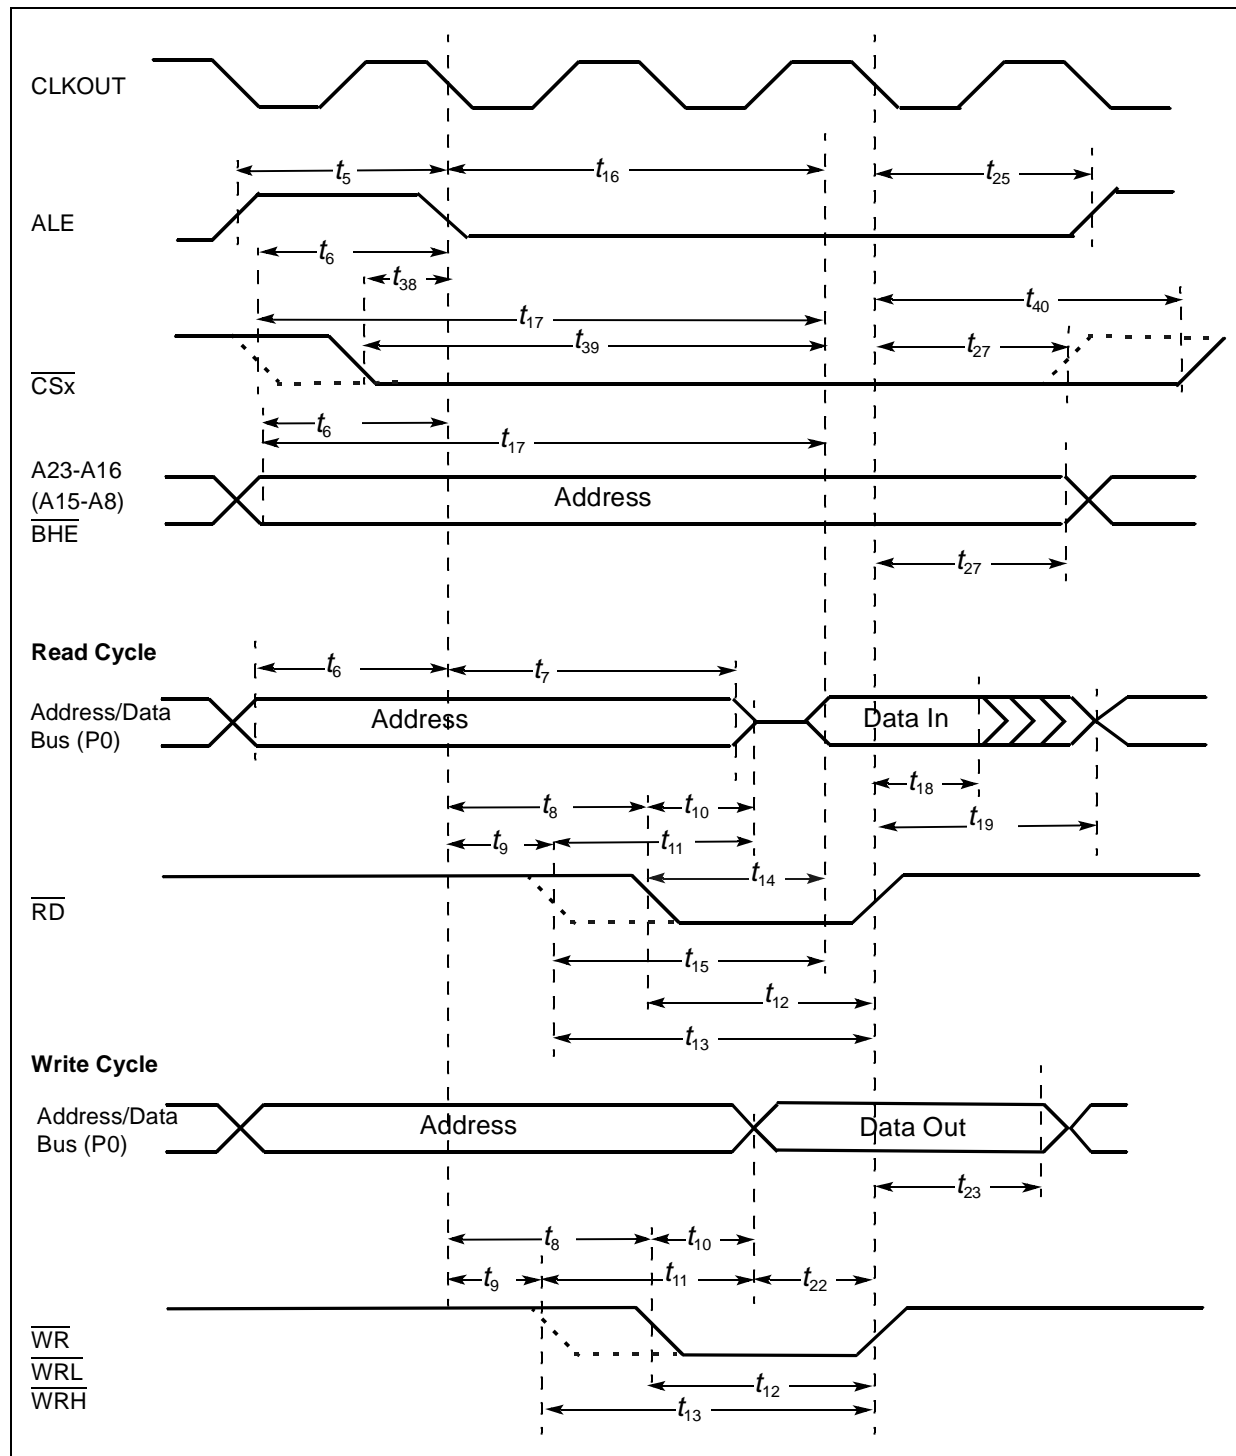 CLKOUT
t5 t16 t25
ALE
t6
t38
t40
t17
t39 t27
CSx
t6
t17
A23-A16
(A15-A8) Address
BHE
t27
Read Cycle
t6 t7
Address/Data
Bus (P0) Address Data In
t18
t8 t10
t19
t9 t11
t14
RD
t15
t12
t13
Write Cycle
Address/Data
Bus (P0) Address Data Out
t23
t8 t10
t9 t11 t22
WR
WRL
WRH
t12
t13